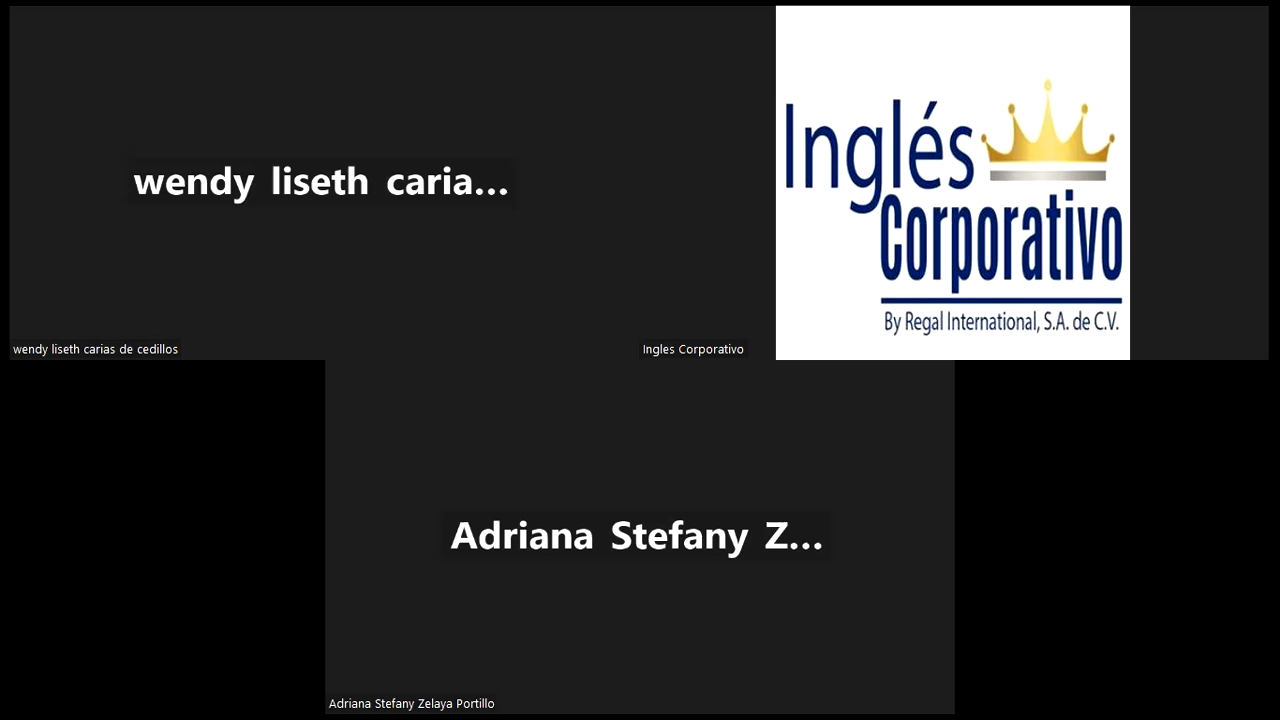 wendy liseth caria...
wendy liseth carias de cedillos
Inglés
Corporativo
By Regal International, S.A. de C.V.
Ingles Corporativo
Adriana Stefany Z...
Adriana Stefany Zelaya Portillo